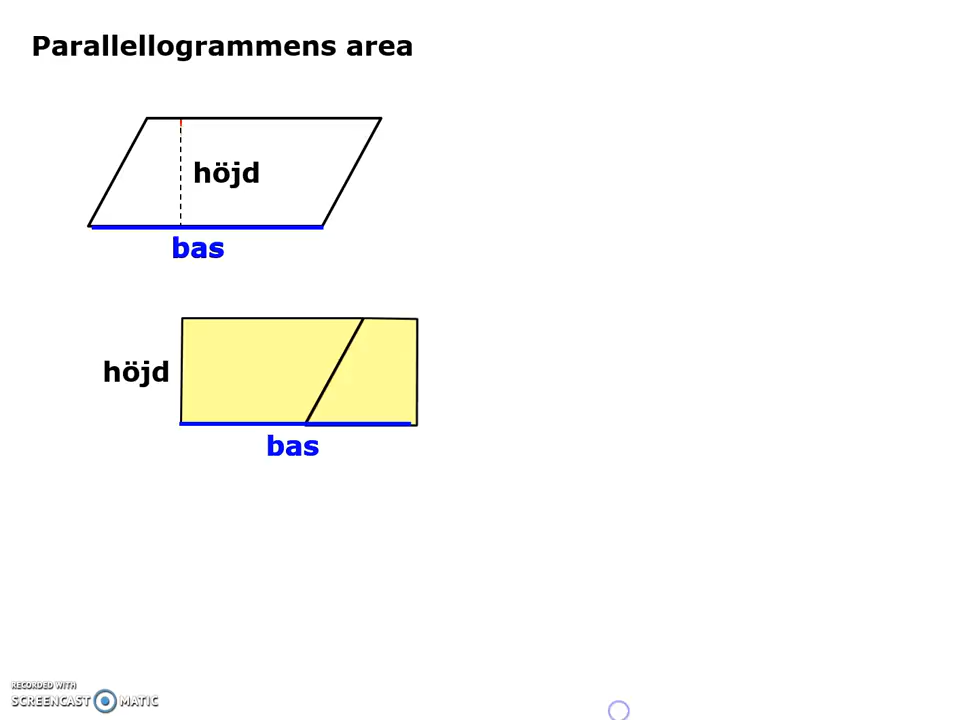 Parallellogrammens area
höjd
bas
höjd
bas
RECORDED WITH
SCREENCAST MATIC